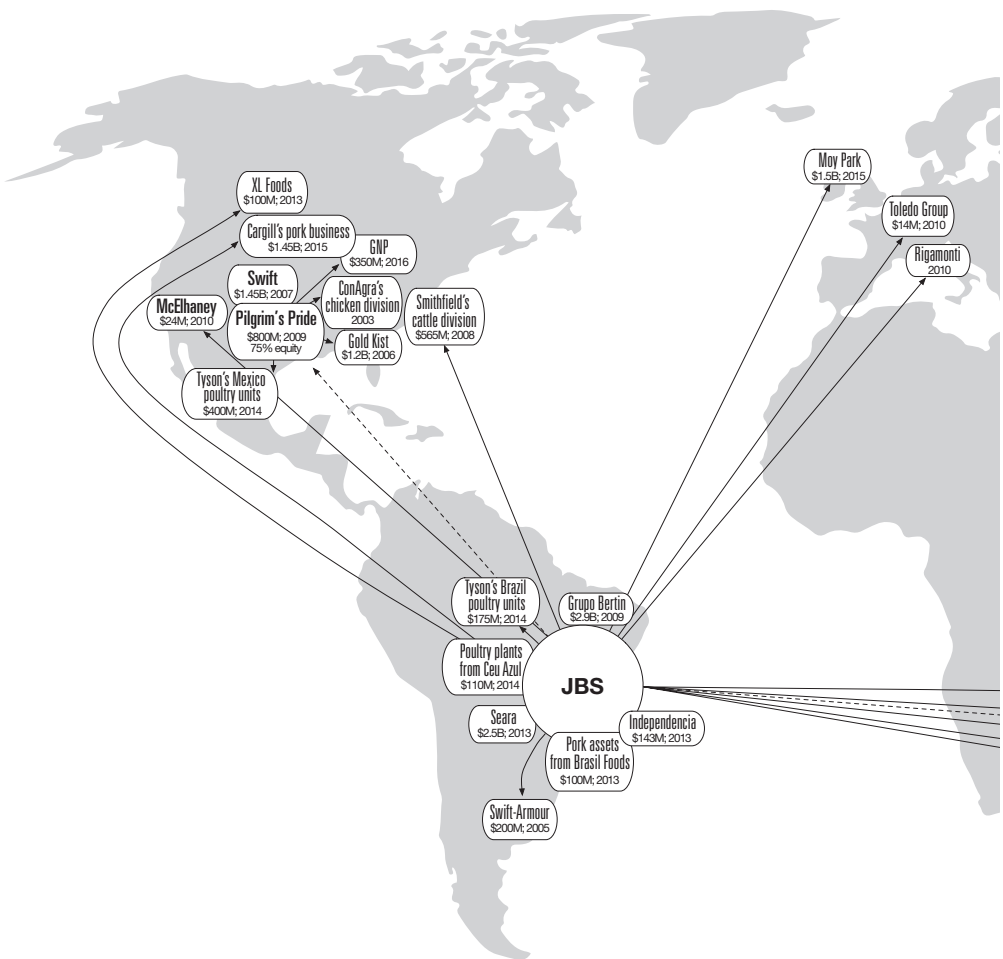 XL Foods
$100M; 2013
Cargill's pork business
$1.45B; 2015
GNP
$350M; 2016
Swift
$1.45B; 2007
ConAgra's
chicken division
2003
McElhaney
$24M; 2010
Pilgrim's Pride
$800M; 2009
75% equity
Gold Kist
$1.2B; 2006
Smithfield's
cattle division
$565M; 2008
Tyson's Mexico
poultry units
$400M; 2014
Moy Park
$1.5B; 2015
Toledo Group
$14M; 2010
Rigamonti
2010
Tyson's Brazil
poultry units
$175M; 2014
Grupo Bertin
$2.9B; 2009
Poultry plants
from Ceu Azul
$110M; 2014
JBS
Seara
$2.5B; 2013
Independencia
$143M; 2013
Pork assets
from Brasil Foods
$100M; 2013
Swift-Armour
$200M; 2005